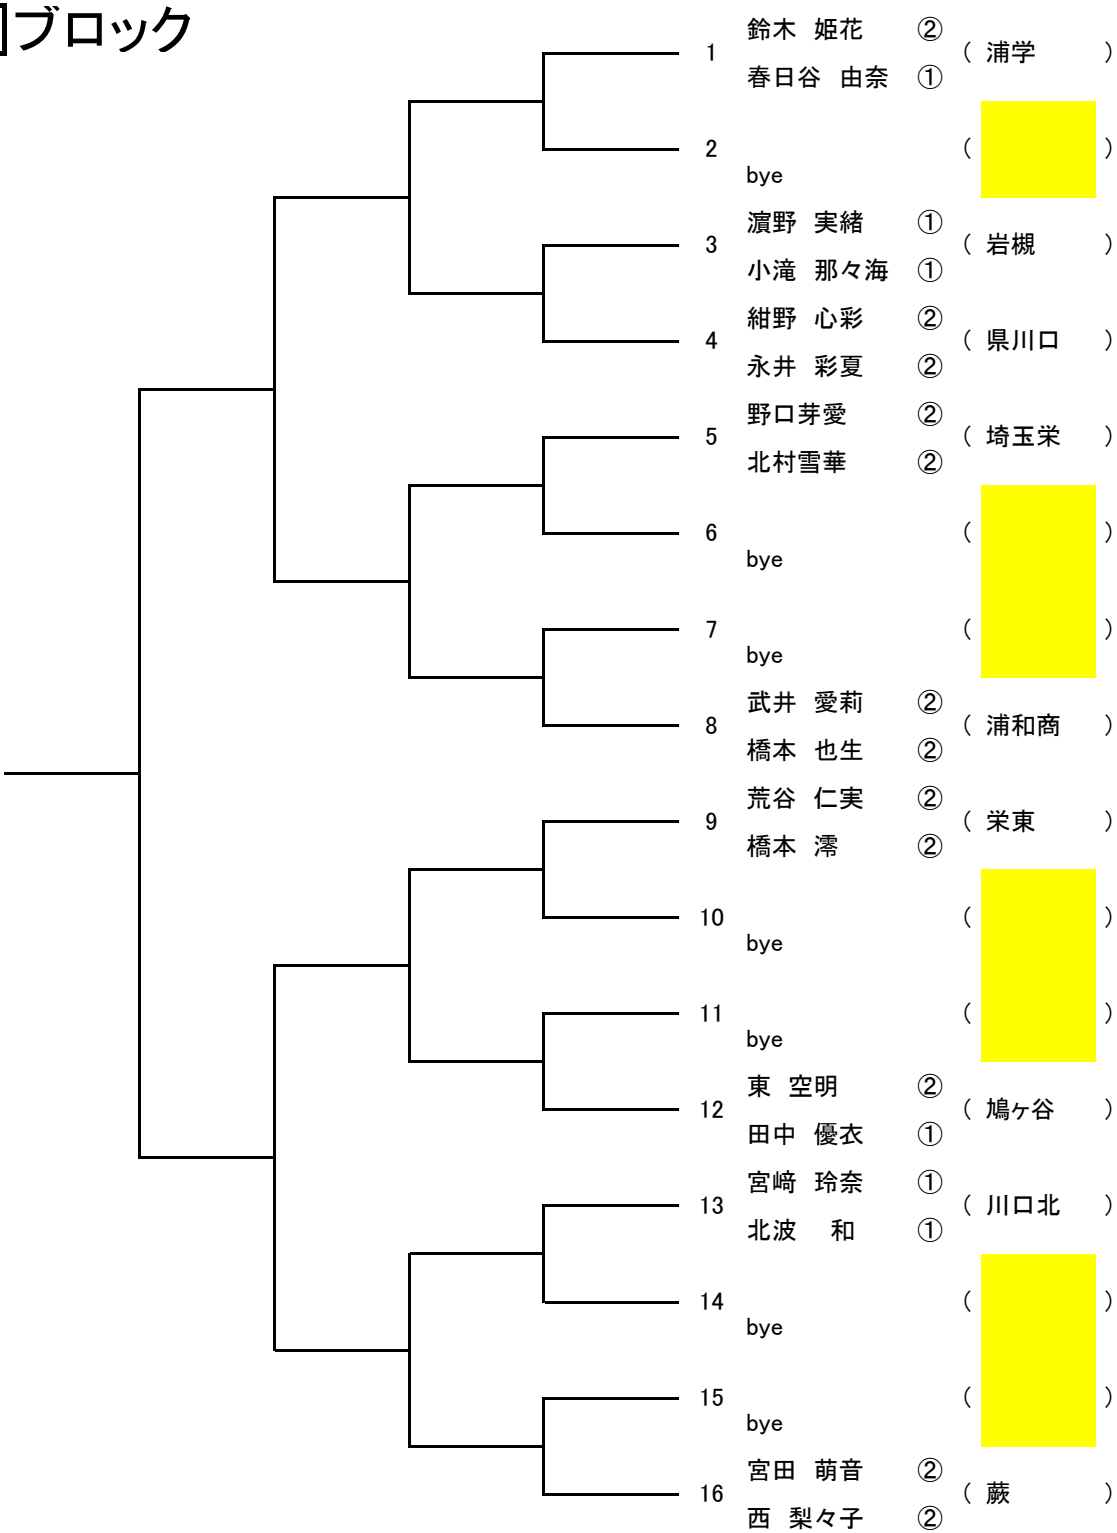 ブロック
鈴木 姫花 ②
1 ( 浦学 )
春日谷 由奈 ①
2 ( )
bye
濵野 実緒 ①
3 ( 岩槻 )
小滝 那々海 ①
紺野 心彩 ②
4 ( 県川口 )
永井 彩夏 ②
野口芽愛 ②
5 ( 埼玉栄 )
北村雪華 ②
6 ( )
bye
7 ( )
bye
武井 愛莉 ②
8 ( 浦和商 )
橋本 也生 ②
荒谷 仁実 ②
9 ( 栄東 )
橋本 澪 ②
10 ( )
bye
11 ( )
bye
東 空明 ②
12 ( 鳩ヶ谷 )
田中 優衣 ①
宮﨑 玲奈 ①
13 ( 川口北 )
北波 和 ①
14 ( )
bye
15 ( )
bye
宮田 萌音 ②
16 ( 蕨 )
西 梨々子 ②